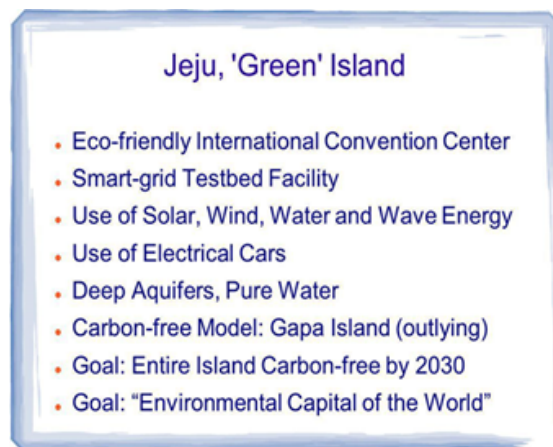 Jeju, 'Green' Island
• Eco-friendly International Convention Center
• Smart-grid Testbed Facility
• Use of Solar, Wind, Water and Wave Energy
• Use of Electrical Cars
• Deep Aquifers, Pure Water
• Carbon-free Model: Gapa Island (outlying)
• Goal: Entire Island Carbon-free by 2030
• Goal: “Environmental Capital of the World”